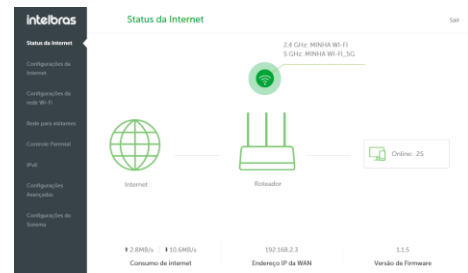 intelbras
Status da Internet
Sair
Status da Internet
Configurações da
Internet
Configurações da
rede Wi-Fi
Rede para visitantes
Controle Parental
IPv6
Configurações
Avançadas
Configurações do
Sistema
2.4 GHz: MINHA WI-FI
5 GHz: MINHA WI-FI_5G
Internet
Roteador
Online: 25
2.8MB/s 10.6MB/s
Consumo de internet
192.168.2.3
Endereço IP da WAN
1.1.5
Versão de Firmware